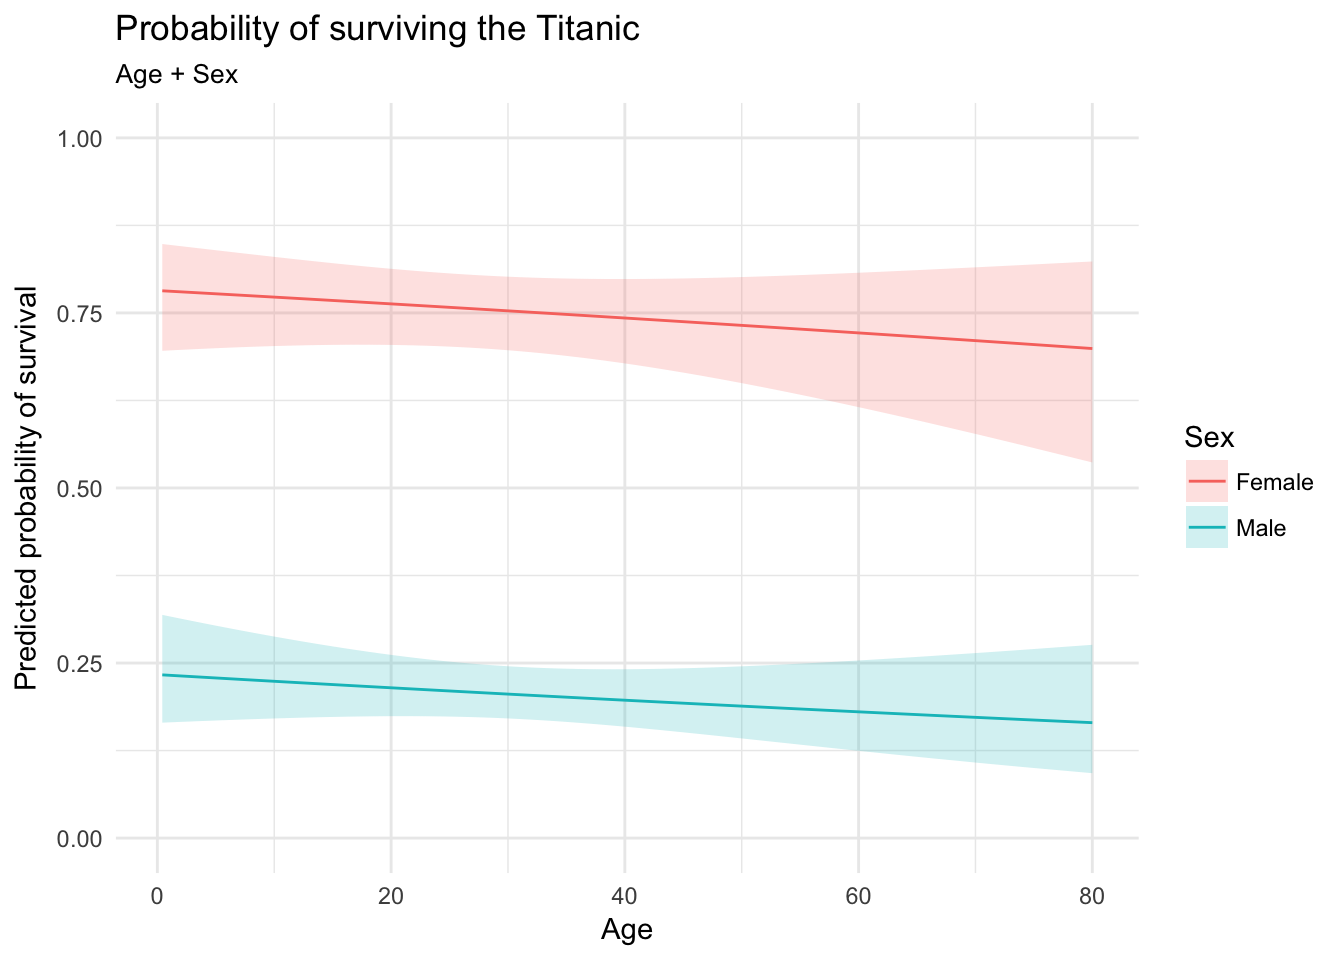 Probability of surviving the Titanic
Age + Sex
Predicted probability of survival
1.00
0.75
0.50
0.25
0.00
0 20 40 60 80
Age
Sex
Female
Male